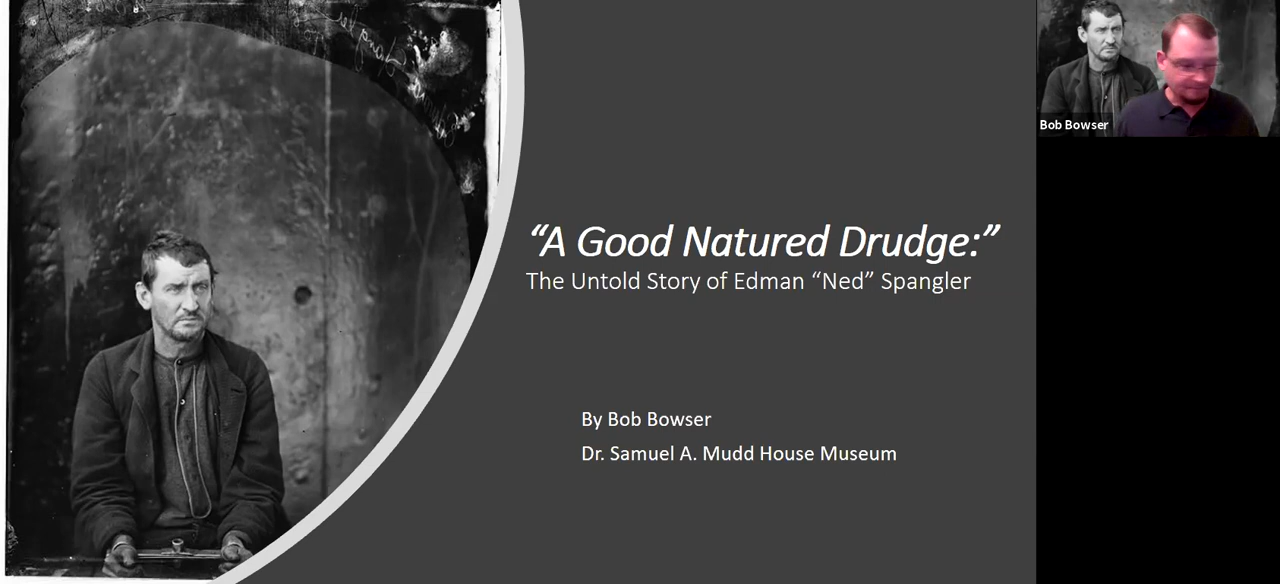 “A Good Natured Drudge:”
The Untold Story of Edman “Ned” Spangler
By Bob Bowser
Dr. Samuel A. Mudd House Museum
Bob Bowser